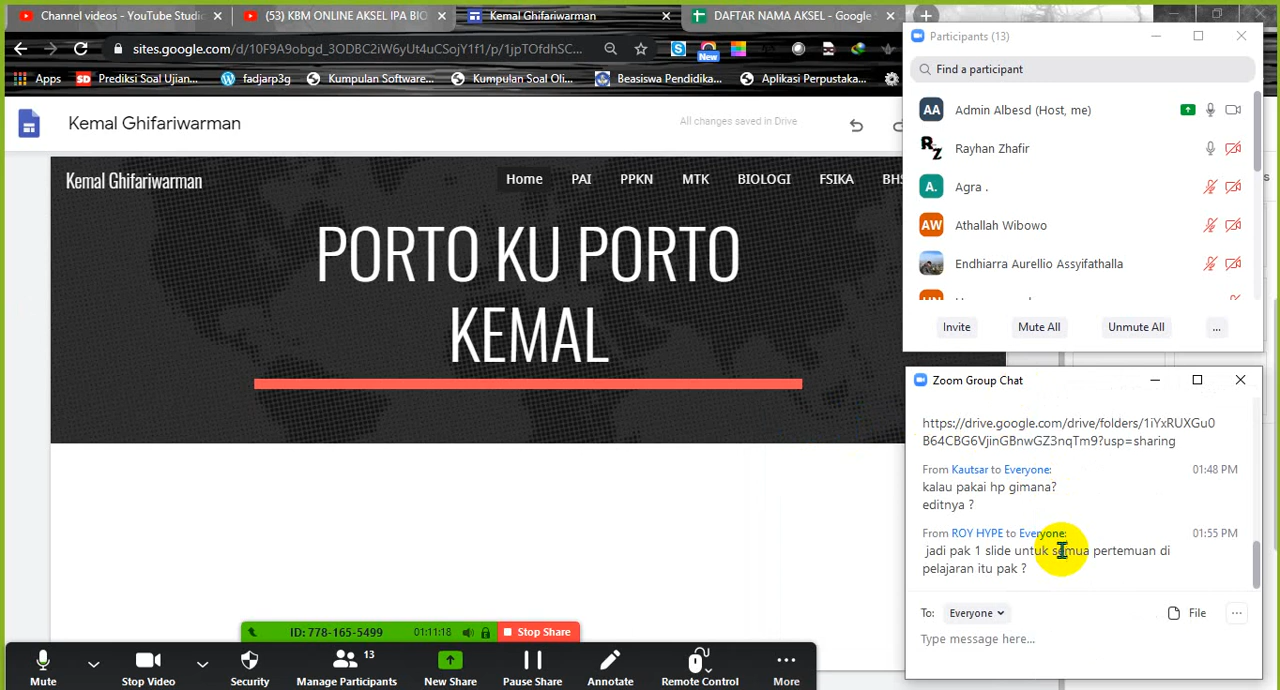 Channel videos - YouTube Studio
(53) KBM ONLINE AKSEL IPA BIO
Kemal Ghifariwarman
DAFTAR NAMA AKSEL - Google
sites.google.com/d/10F9A9obgd_3ODBC2iW6yUt4uCSojY1f1/p/1jpTOfdhSC...
New
Apps
Prediksi Soal Ujian...
fadjarp3g
Kumpulan Software...
Kumpulan Soal Oli...
Beasiswa Pendidika...
Aplikasi Perpustaka...
Kemal Ghifariwarman
All changes saved in Drive
Kemal Ghifariwarman
Home PAI PPKN MTK BIOLOGI FSIKA
PORTO KU PORTO
KEMAL
Participants (13)
Find a participant
AA Admin Albesd (Host, me)
RZ Rayhan Zhafir
A. Agra .
AW Athallah Wibowo
Endhiarra Aurellio Assyifathalla
Invite Mute All Unmute All ...
Zoom Group Chat
https://drive.google.com/drive/folders/1iYxRUXGu0
B64CBG6VjinGBnwGZ3nqTm9?usp=sharing
From Kautsar to Everyone: 01:48 PM
kalau pakai hp gimana?
editnya ?
From ROY HYPE to Everyone: 01:55 PM
jadi pak 1 slide untuk semua pertemuan di
pelajaran itu pak ?
To: Everyone File
Type message here...
ID: 778-165-5499 01:11:18 Stop Share
Mute Stop Video Security Manage Participants 13 New Share Pause Share Annotate Remote Control More